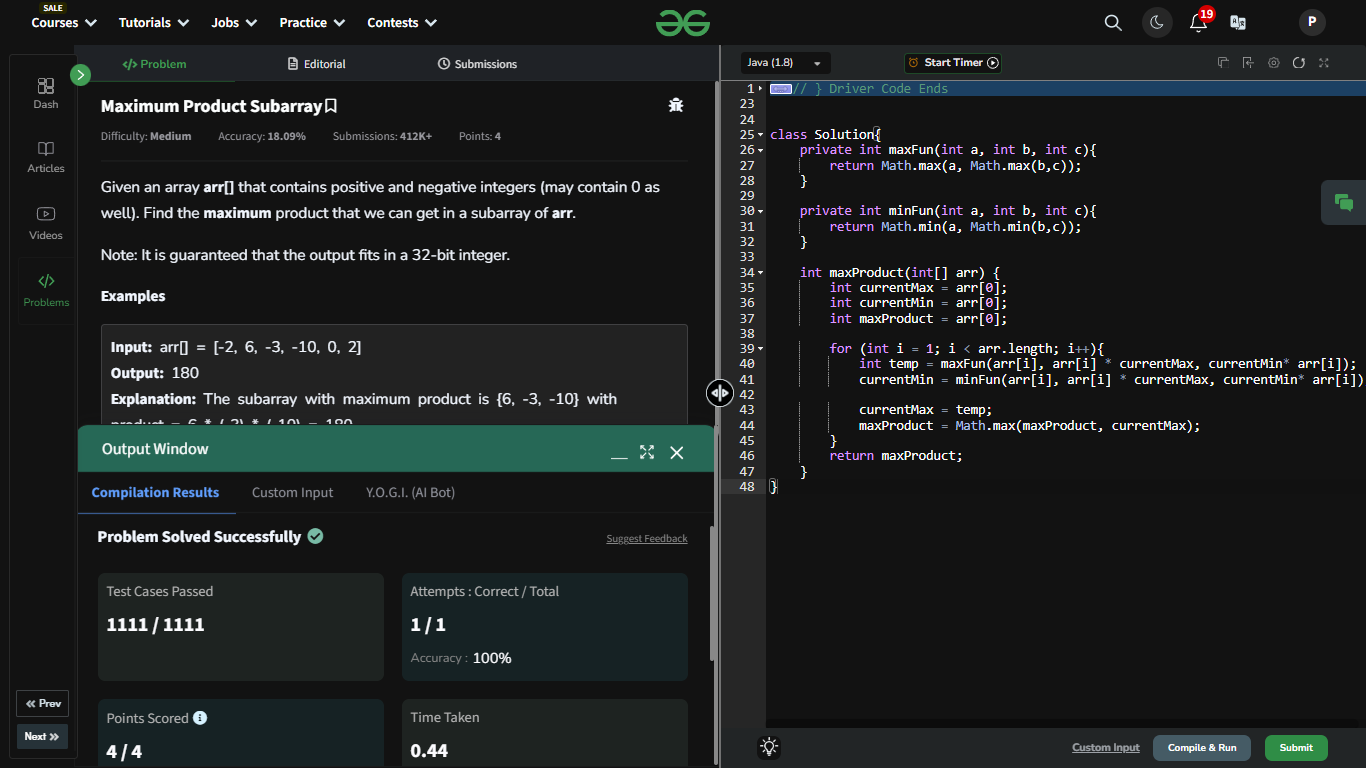 SALE
Courses
Tutorials
Jobs
Practice
Contests
19
P
Dash
Articles
Videos
Problems
Prev
Next
</> Problem
Editorial
Submissions
Maximum Product Subarray
Difficulty: Medium
Accuracy: 18.09%
Submissions: 412K+
Points: 4
Given an array arr[] that contains positive and negative integers (may contain 0 as
well). Find the maximum product that we can get in a subarray of arr.
Note: It is guaranteed that the output fits in a 32-bit integer.
Examples
Input: arr[] = [-2, 6, -3, -10, 0, 2]
Output: 180
Explanation: The subarray with maximum product is {6, -3, -10} with
product = 6 * (-3) * (-10) = 180
Output Window
Compilation Results
Custom Input
Y.O.G.I. (AI Bot)
Problem Solved Successfully
Suggest Feedback
Test Cases Passed
1111 / 1111
Attempts : Correct / Total
1 / 1
Accuracy : 100%
Points Scored
4 / 4
Time Taken
0.44
Java (1.8)
Start Timer
1 // } Driver Code Ends
23
24
25 class Solution{
26 private int maxFun(int a, int b, int c){
27 return Math.max(a, Math.max(b,c));
28 }
29
30 private int minFun(int a, int b, int c){
31 return Math.min(a, Math.min(b,c));
32 }
33
34 int maxProduct(int[] arr) {
35 int currentMax = arr[0];
36 int currentMin = arr[0];
37 int maxProduct = arr[0];
38
39 for (int i = 1; i < arr.length; i++){
40 int temp = maxFun(arr[i], arr[i] * currentMax, currentMin* arr[i]);
41 currentMin = minFun(arr[i], arr[i] * currentMax, currentMin* arr[i])
42
43 currentMax = temp;
44 maxProduct = Math.max(maxProduct, currentMax);
45 }
46 return maxProduct;
47 }
48 }
Custom Input
Compile & Run
Submit